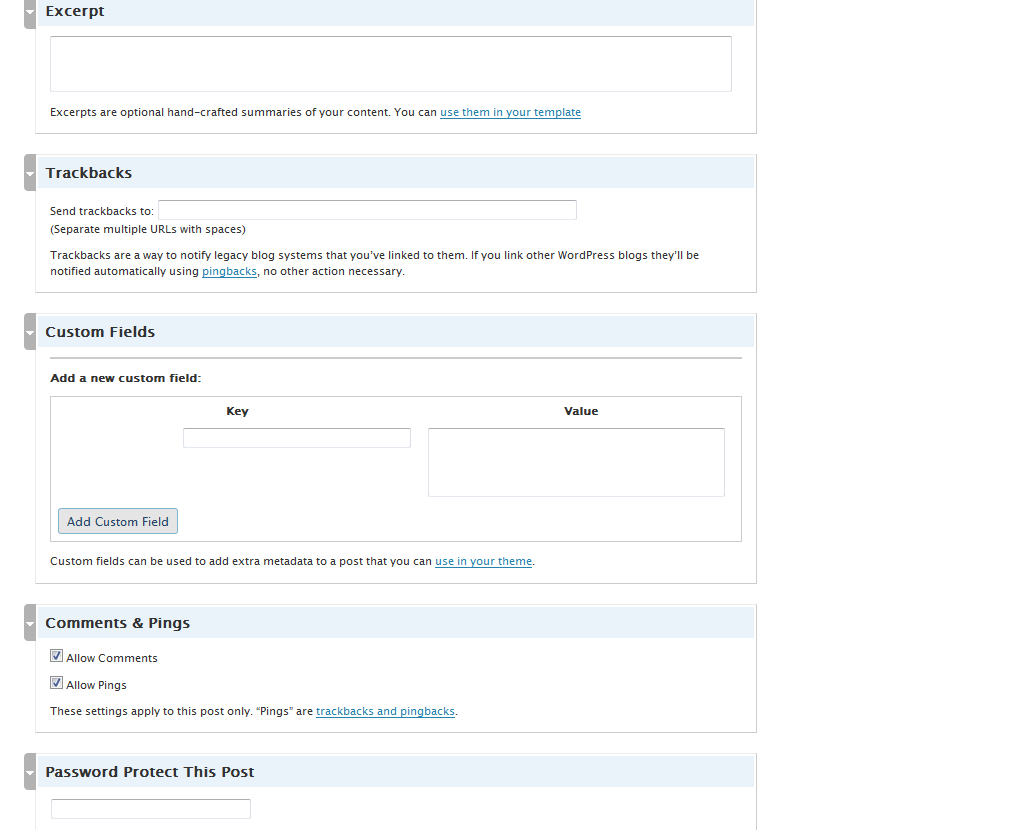 Excerpt
Excerpts are optional hand-crafted summaries of your content. You can use them in your template
Trackbacks
Send trackbacks to:
(Separate multiple URLs with spaces)
Trackbacks are a way to notify legacy blog systems that you've linked to them. If you link other WordPress blogs they'll be
notified automatically using pingbacks, no other action necessary.
Custom Fields
Add a new custom field:
Key Value
Add Custom Field
Custom fields can be used to add extra metadata to a post that you can use in your theme.
Comments & Pings
Allow Comments
Allow Pings
These settings apply to this post only. “Pings” are trackbacks and pingbacks.
Password Protect This Post